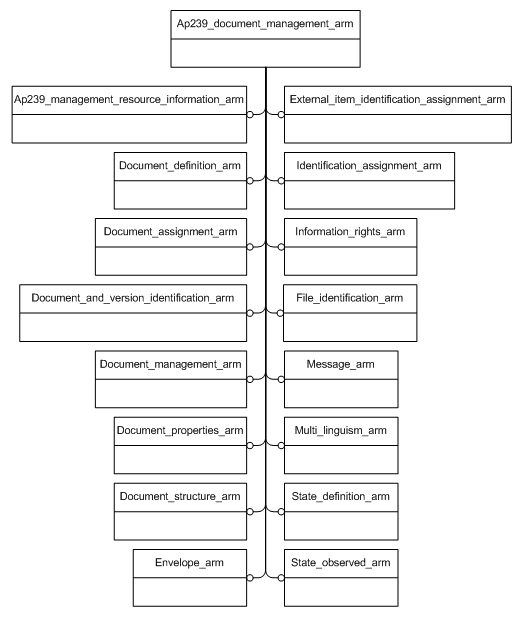 Ap239_document_management_arm
Ap239_management_resource_information_arm
External_item_identification_assignment_arm
Document_definition_arm
Identification_assignment_arm
Document_assignment_arm
Information_rights_arm
Document_and_version_identification_arm
File_identification_arm
Document_management_arm
Message_arm
Document_properties_arm
Multi_linguism_arm
Document_structure_arm
State_definition_arm
Envelope_arm
State_observed_arm